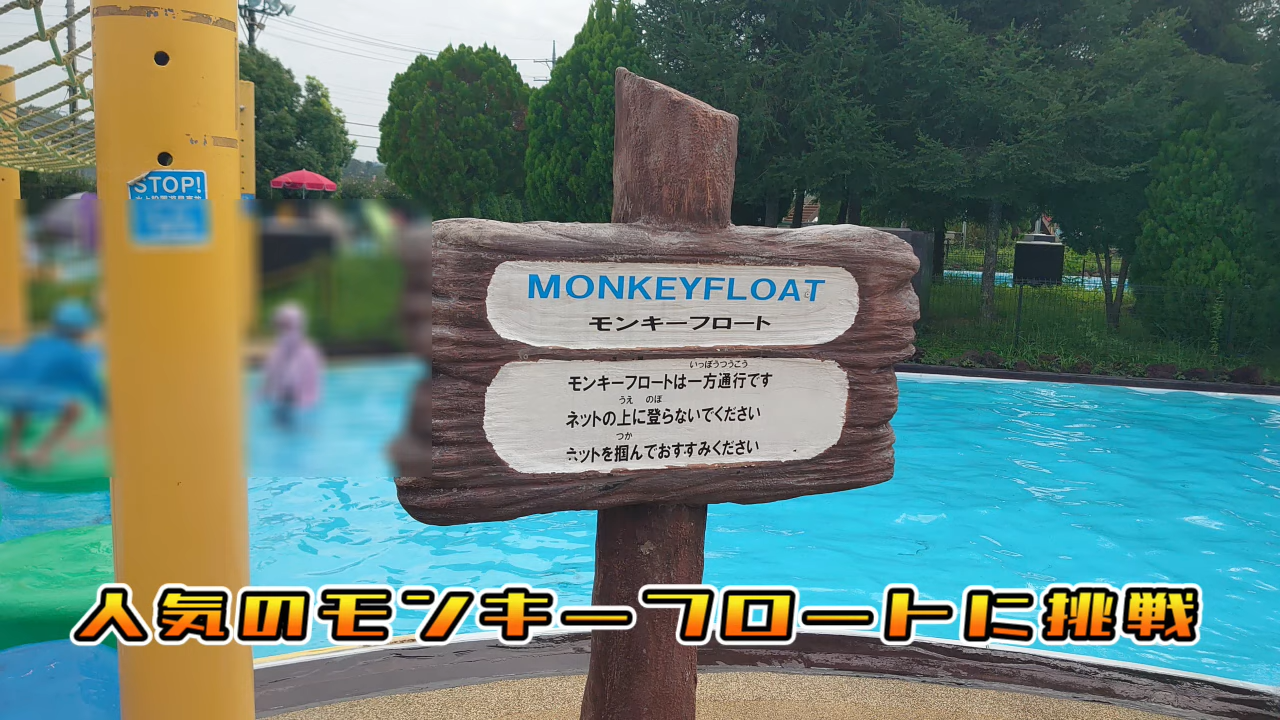 STOP!
MONKEYFLOAT
モンキーフロート
いっぽうつうこう
モンキーフロートは一方通行です
うえ のぼ
ネットの上に登らないでください
つか
ネットを掴んでおすすみください
人気のモンキーフロートに挑戦